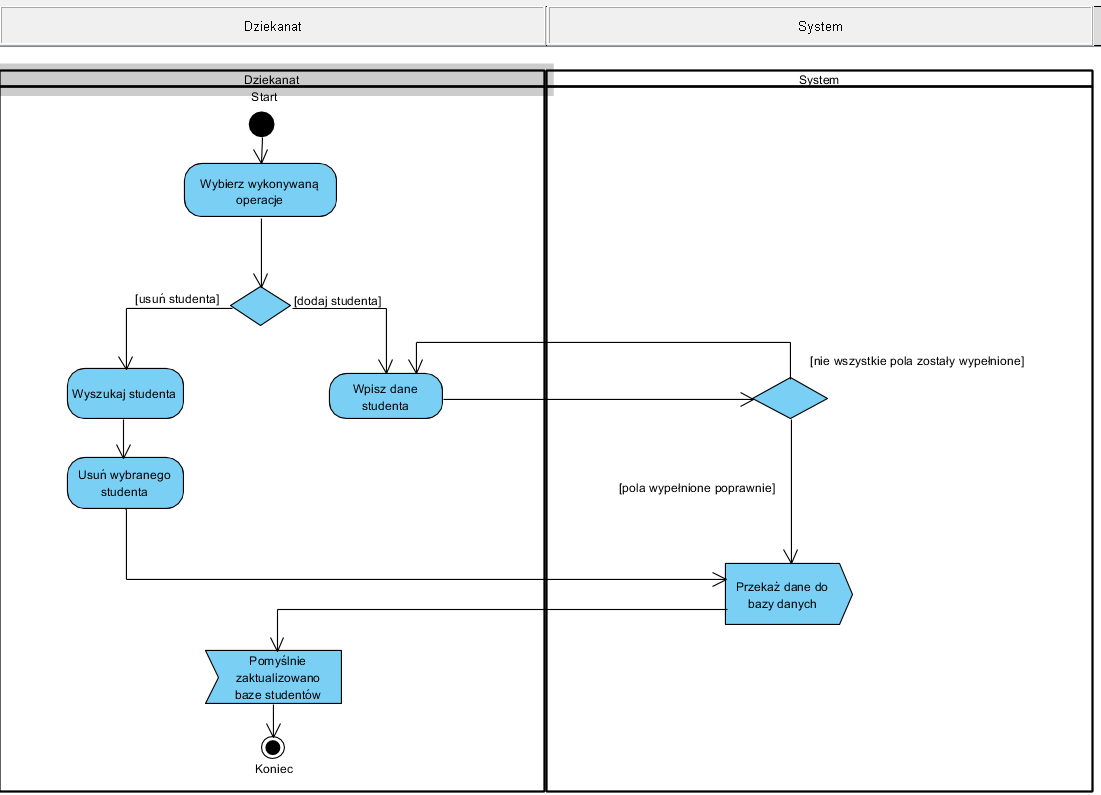 Dziekanat
System
Dziekanat
System
Start
Wybierz wykonywaną
operacje
[usuń studenta]
[dodaj studenta]
[nie wszystkie pola zostały wypełnione]
Wyszukaj studenta
Wpisz dane
studenta
Usuń wybranego
studenta
[pola wypełnione poprawnie]
Przekaż dane do
bazy danych
Pomyślnie
zaktualizowano
baze studentów
Koniec